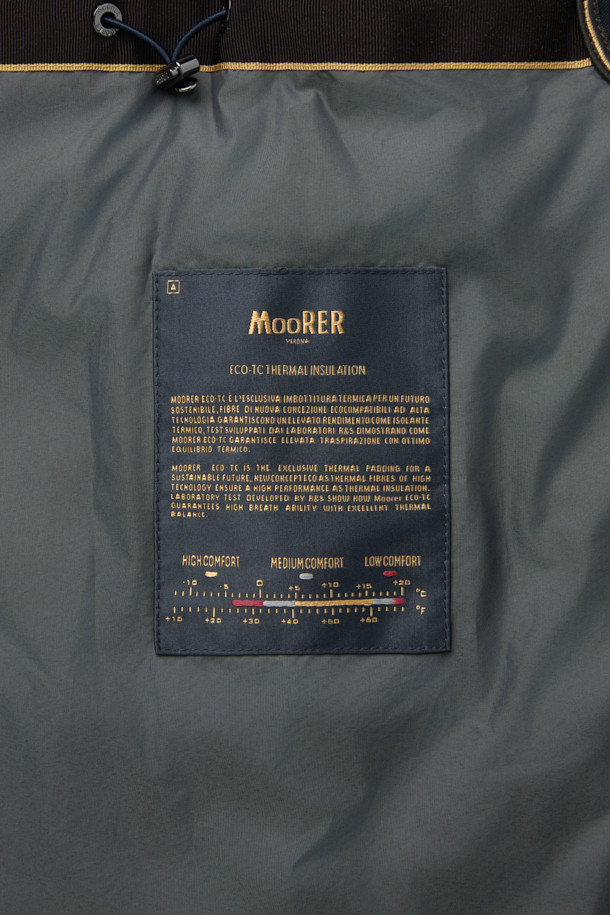 MooRER
VERONA
ECO-TC THERMAL INSULATION
MOORER ECO-TC È L'ESCLUSIVA IMBOTTITURA TERMICA PER UN FUTURO
SOSTENIBILE, FIBRE DI NUOVA CONCEZIONE ECOCOMPATIBILI AD ALTA
TECNOLOGIA GARANTISCONO UN ELEVATO RENDIMENTO COME ISOLANTE
TERMICO, TEST SVILUPPATI DAI LABORATORI R&S DIMOSTRANO COME
MOORER ECO-TC GARANTISCE ELEVATA TRASPIRAZIONE CON OTTIMO
EQUILIBRIO TERMICO.
MOORER ECO-TC IS THE EXCLUSIVE THERMAL PADDING FOR A
SUSTAINABLE FUTURE, NEW CONCEPT ECO AS THERMAL FIBRES OF HIGH
TECNOLOGY ENSURE A HIGH PERFORMANCE AS THERMAL INSULATION.
LABORATORY TEST DEVELOPED BY R&S SHOW HOW Moorer ECO-TC
GUARANTEES HIGH BREATH ABILITY WITH EXCELLENT THERMAL
BALANCE.
HIGH COMFORT MEDIUM COMFORT LOW COMFORT
-10 -5 0 +5 +10 +15 +20
°C
°F
+10 +20 +30 +40 +50 +60